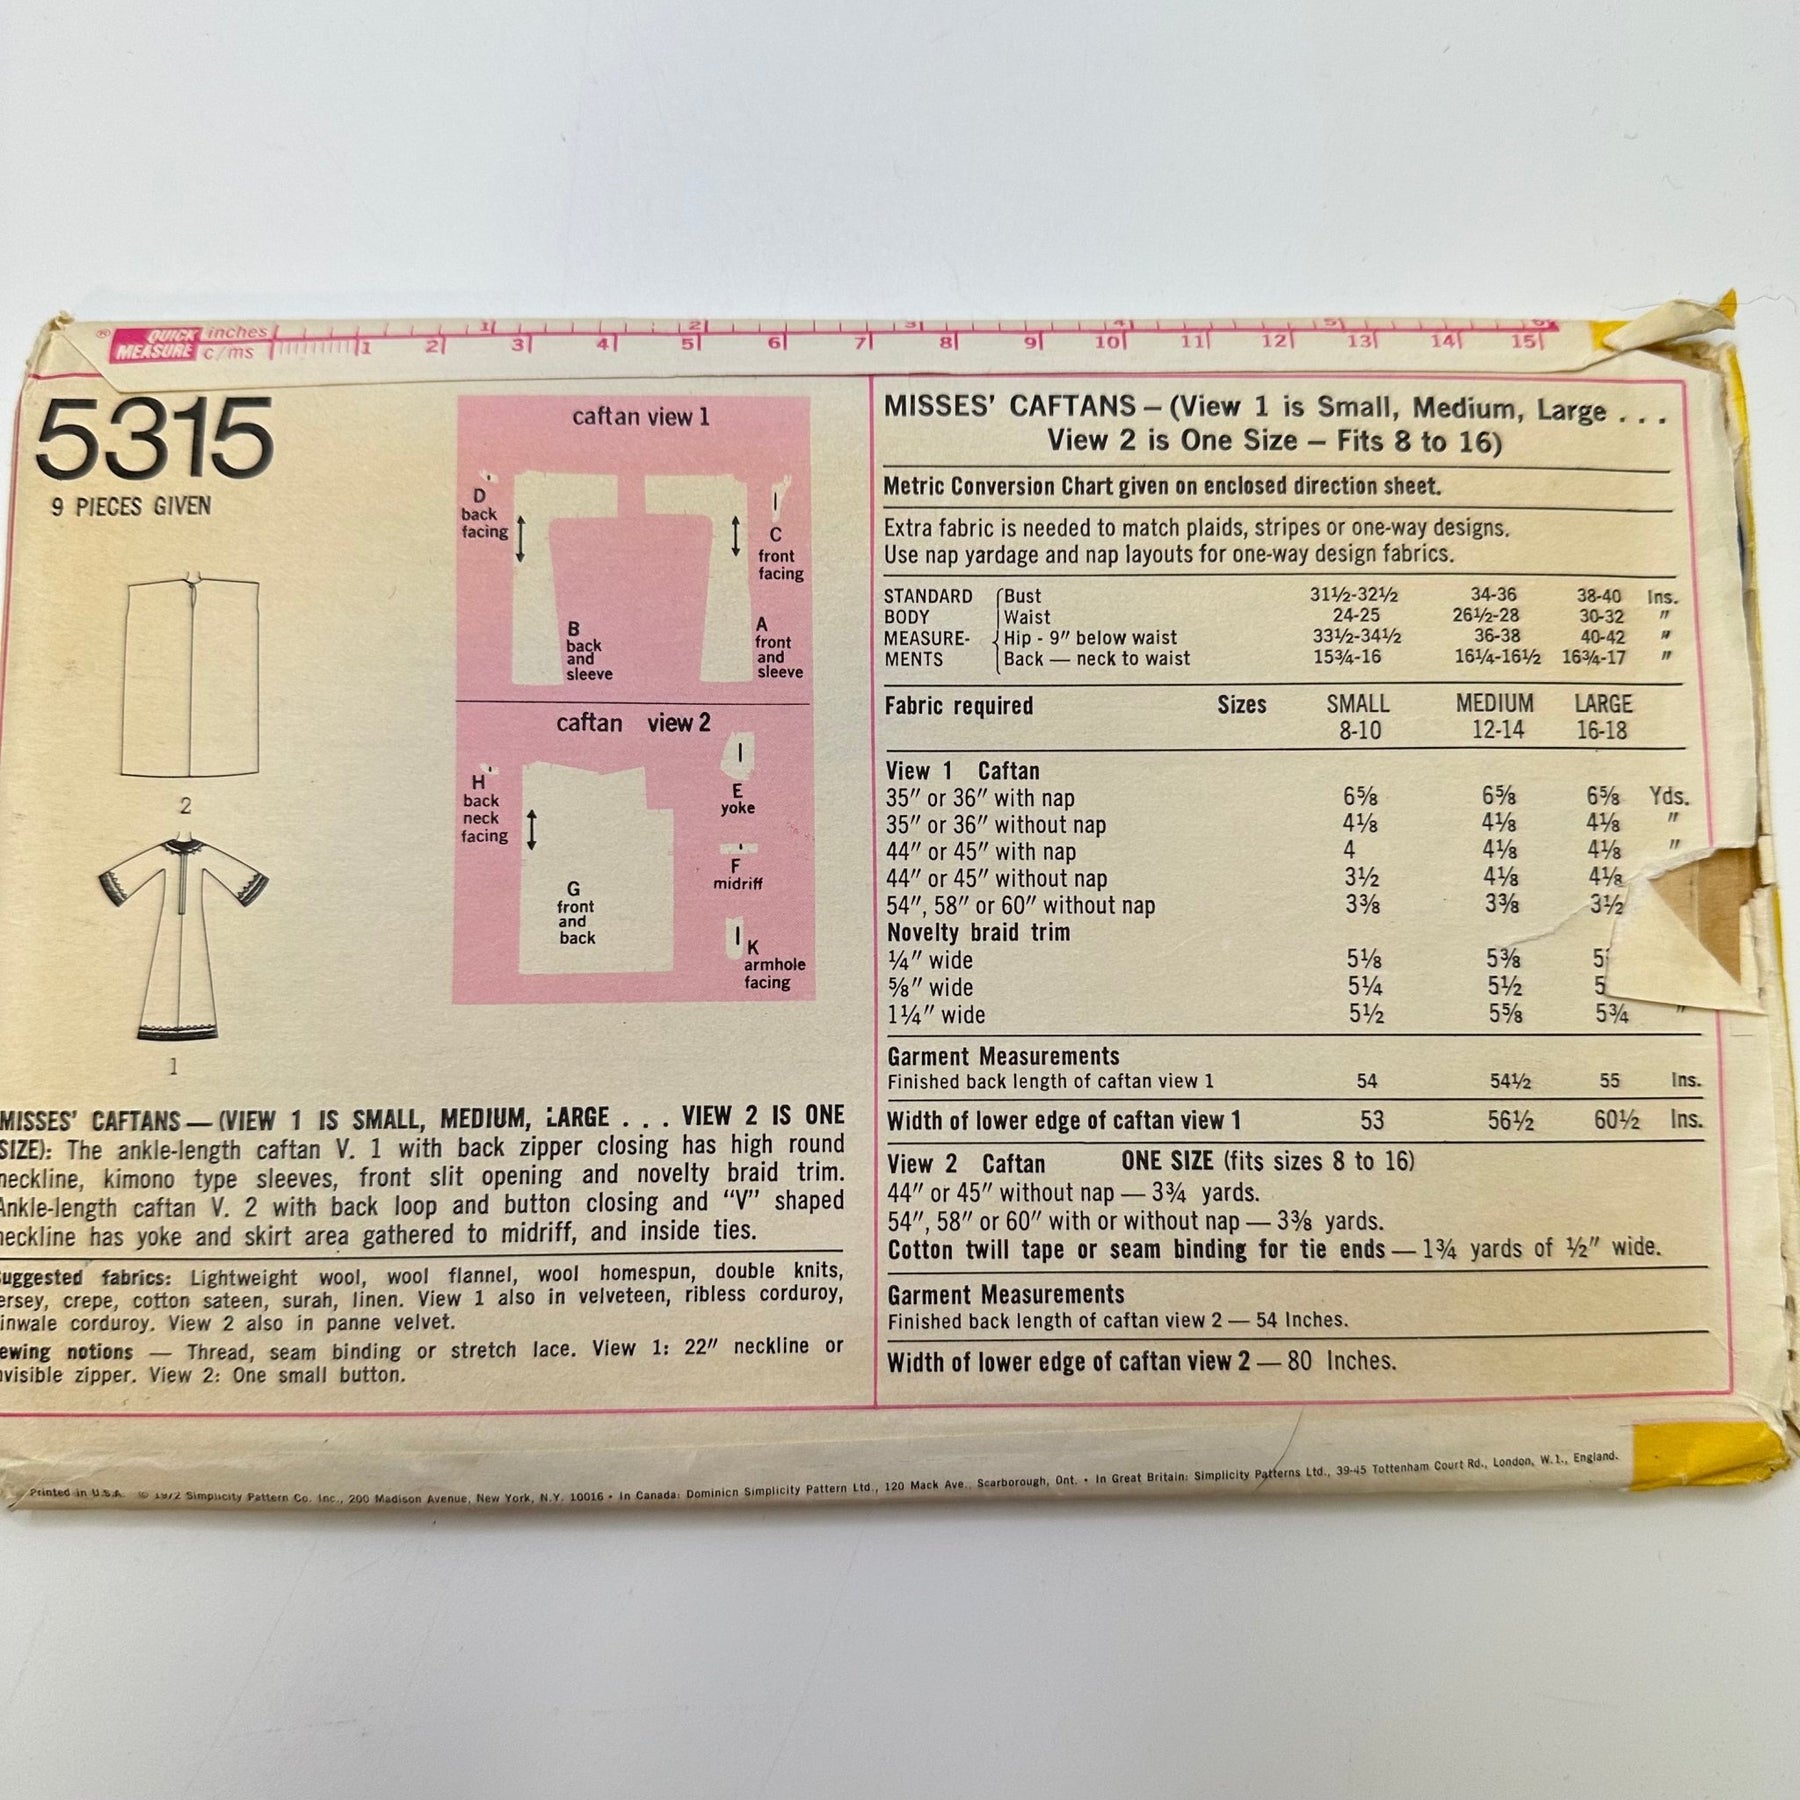 ® QUICK MEASURE inches c/ms
1 2 3 4 5 6
1 2 3 4 5 6 7 8 9 10 11 12 13 14 15
5315
9 PIECES GIVEN
2
1
caftan view 1
D back facing
C front facing
B back and sleeve
A front and sleeve
caftan view 2
H back neck facing
E yoke
F midriff
G front and back
K armhole facing
MISSES' CAFTANS — (VIEW 1 IS SMALL, MEDIUM, LARGE . . . VIEW 2 IS ONE
SIZE): The ankle-length caftan V. 1 with back zipper closing has high round
neckline, kimono type sleeves, front slit opening and novelty braid trim.
Ankle-length caftan V. 2 with back loop and button closing and “V” shaped
neckline has yoke and skirt area gathered to midriff, and inside ties.
uggested fabrics: Lightweight wool, wool flannel, wool homespun, double knits,
ersey, crepe, cotton sateen, surah, linen. View 1 also in velveteen, ribless corduroy,
inwale corduroy. View 2 also in panne velvet.
ewing notions — Thread, seam binding or stretch lace. View 1: 22″ neckline or
nvisible zipper. View 2: One small button.
MISSES' CAFTANS – (View 1 is Small, Medium, Large . . .
View 2 is One Size – Fits 8 to 16)
Metric Conversion Chart given on enclosed direction sheet.
Extra fabric is needed to match plaids, stripes or one-way designs.
Use nap yardage and nap layouts for one-way design fabrics.
STANDARD Bust 31½-32½ 34-36 38-40 Ins.
BODY Waist 24-25 26½-28 30-32 ″
MEASURE- Hip - 9″ below waist 33½-34½ 36-38 40-42 ″
MENTS Back — neck to waist 15¾-16 16¼-16½ 16¾-17 ″
Fabric required Sizes SMALL MEDIUM LARGE
8-10 12-14 16-18
View 1 Caftan
35″ or 36″ with nap 6⅝ 6⅝ 6⅝ Yds.
35″ or 36″ without nap 4⅛ 4⅛ 4⅛ ″
44″ or 45″ with nap 4 4⅛ 4⅛ ″
44″ or 45″ without nap 3½ 4⅛ 4⅛
54″, 58″ or 60″ without nap 3⅜ 3⅜ 3½
Novelty braid trim
¼″ wide 5⅛ 5⅜ 5
⅝″ wide 5¼ 5½ 5
1¼″ wide 5½ 5⅝ 5¾ ″
Garment Measurements
Finished back length of caftan view 1 54 54½ 55 Ins.
Width of lower edge of caftan view 1 53 56½ 60½ Ins.
View 2 Caftan ONE SIZE (fits sizes 8 to 16)
44″ or 45″ without nap — 3¾ yards.
54″, 58″ or 60″ with or without nap — 3⅜ yards.
Cotton twill tape or seam binding for tie ends — 1¾ yards of ½″ wide.
Garment Measurements
Finished back length of caftan view 2 — 54 Inches.
Width of lower edge of caftan view 2 — 80 Inches.
Printed in U.S.A. © 1972 Simplicity Pattern Co. Inc., 200 Madison Avenue, New York, N.Y. 10016 • In Canada: Dominion Simplicity Pattern Ltd., 120 Mack Ave., Scarborough, Ont. • In Great Britain: Simplicity Patterns Ltd., 39-45 Tottenham Court Rd., London, W.1., England.